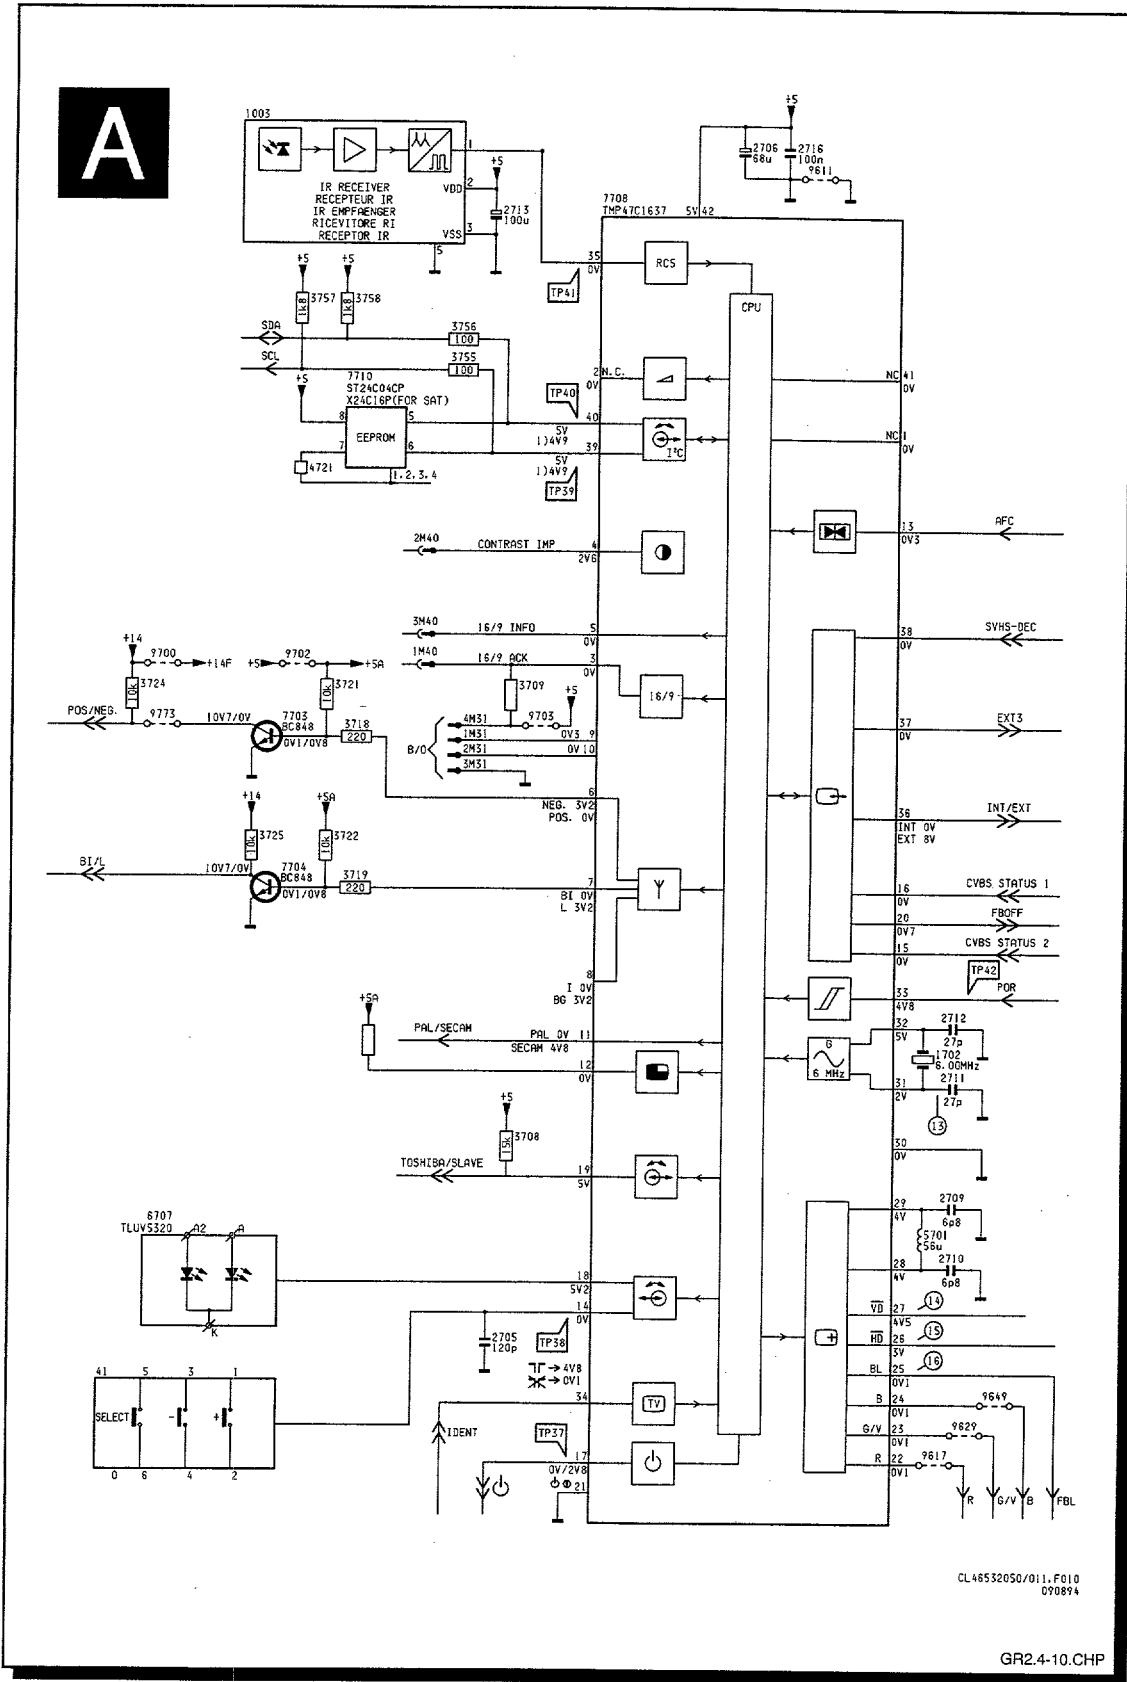 A
1003
1
IR RECEIVER
RECEPTEUR IR
IR EMPFAENGER
RICEVITORE RI
RECEPTOR IR
VDD
2
VSS
3
5
+5
2713
100u
+5
2706
68u
2716
100n
9611
7708
TMP47C1637
5V
42
35
0V
TP41
RC5
CPU
+5
+5
3757
1k8
3758
1k8
SDA
3756
100
SCL
3755
100
+5
7710
ST24C04CP
X24C16P(FOR SAT)
8
5
EEPROM
7
6
4721
1,2,3,4
2
N.C.
0V
NC
41
0V
TP40
40
5V
1)4V9
39
5V
1)4V9
TP39
I²C
NC
1
0V
13
0V3
AFC
2M40
CONTRAST IMP
4
2V6
3M40
16/9 INFO
5
0V
1M40
16/9 ACK
3
0V
3709
+5
9703
16/9
4M31
1M31
0V3
9
2M31
0V
10
3M31
B/O
38
0V
SVHS-DEC
37
0V
EXT3
36
INT 0V
EXT 8V
INT/EXT
16
0V
CVBS STATUS 1
20
0V7
FBOFF
15
0V
CVBS STATUS 2
+14
9700
+14F
+5
9702
+5A
3724
10k
3721
10k
POS/NEG.
9773
10V7/0V
7703
BC848
0V1/0V8
3718
220
6
NEG. 3V2
POS. 0V
+14
+5A
3725
10k
3722
10k
BI/L
10V7/0V
7704
BC848
0V1/0V8
3719
220
7
BI 0V
L 3V2
8
I 0V
BG 3V2
TP42
33
4V8
POR
+5A
PAL/SECAM
PAL 0V
11
SECAM 4V8
12
0V
G
6 MHz
32
5V
2712
27p
1702
6.00MHz
31
2V
2711
27p
13
30
0V
+5
3708
15k
TOSHIBA/SLAVE
19
5V
29
4V
2709
6p8
5701
56u
28
4V
2710
6p8
6707
TLUV5320
A2
A
K
18
5V2
14
0V
2705
120p
TP38
4V8
0V1
VD
27
4V5
14
HD
26
3V
15
BL
25
0V1
16
B
24
0V1
9649
G/V
23
0V1
9629
R
22
0V1
9617
R
G/V
B
FBL
41
5
3
1
SELECT
-
+
0
6
4
2
34
TV
IDENT
TP37
17
0V/2V8
21
CL46532050/011.F010
090894
GR2.4-10.CHP